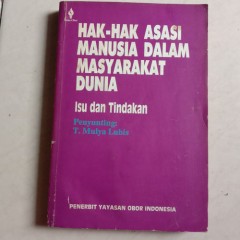 HAK-HAK ASASI
MANUSIA DALAM
MASYARAKAT
DUNIA
Isu dan Tindakan
Penyunting:
T. Mulya Lubis
PENERBIT YAYASAN OBOR INDONESIA